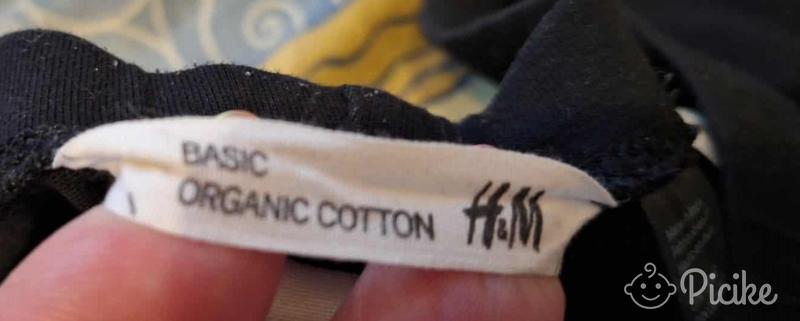 BASIC
ORGANIC COTTON H&M
Picike